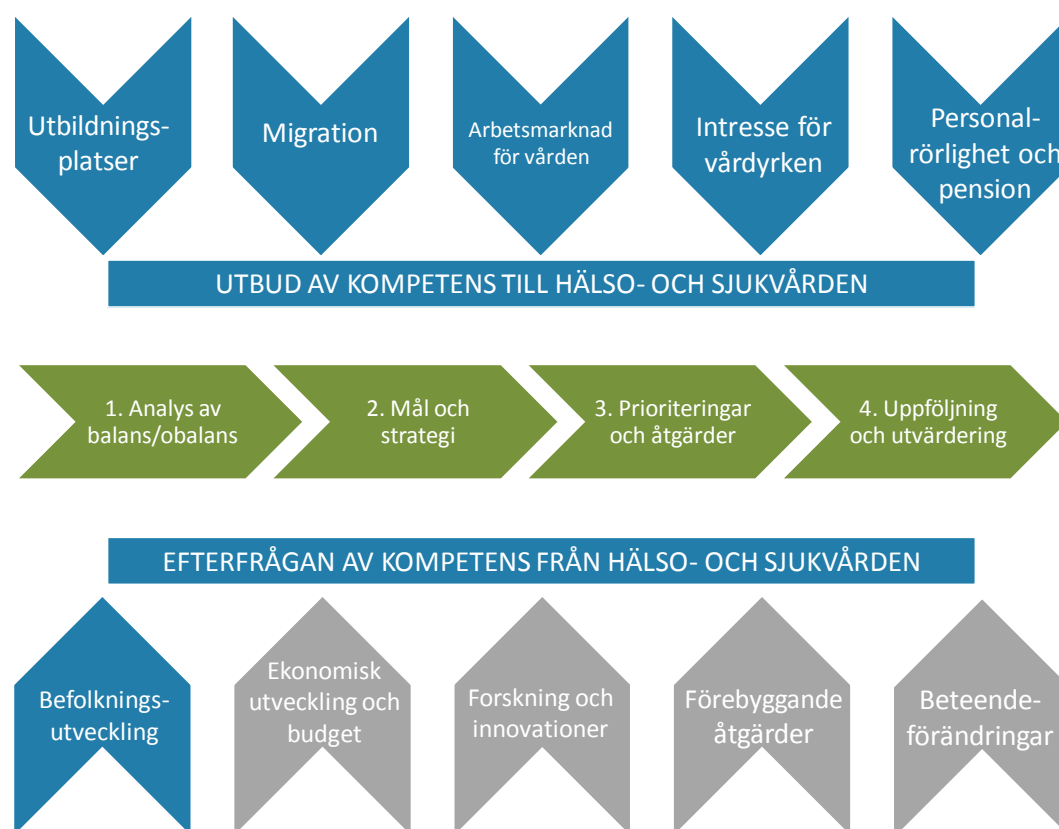 Utbildnings-
platser
Migration
Arbetsmarknad
för vården
Intresse för
vårdyrken
Personal-
rörlighet och
pension
UTBUD AV KOMPETENS TILL HÄLSO- OCH SJUKVÅRDEN
1. Analys av
balans/obalans
2. Mål och
strategi
3. Prioriteringar
och åtgärder
4. Uppföljning
och utvärdering
EFTERFRÅGAN AV KOMPETENS FRÅN HÄLSO- OCH SJUKVÅRDEN
Befolknings-
utveckling
Ekonomisk
utveckling och
budget
Forskning och
innovationer
Förebyggande
åtgärder
Beteende-
förändringar